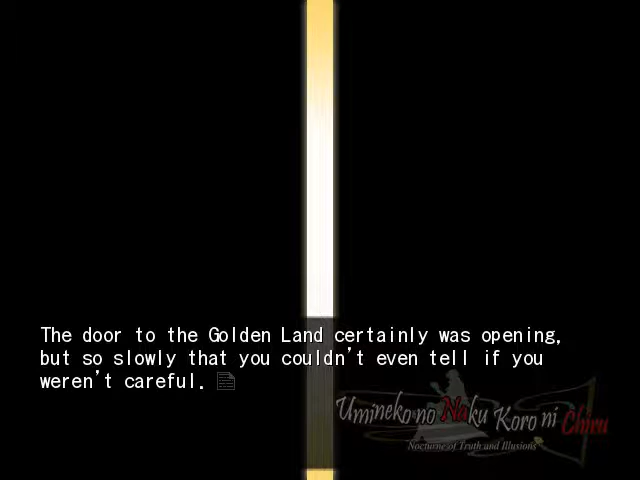 The door to the Golden Land certainly was opening,
but so slowly that you couldn't even tell if you
weren't careful.
Umineko no Naku Koro ni Chiru
Nocturne of Truth and Illusions